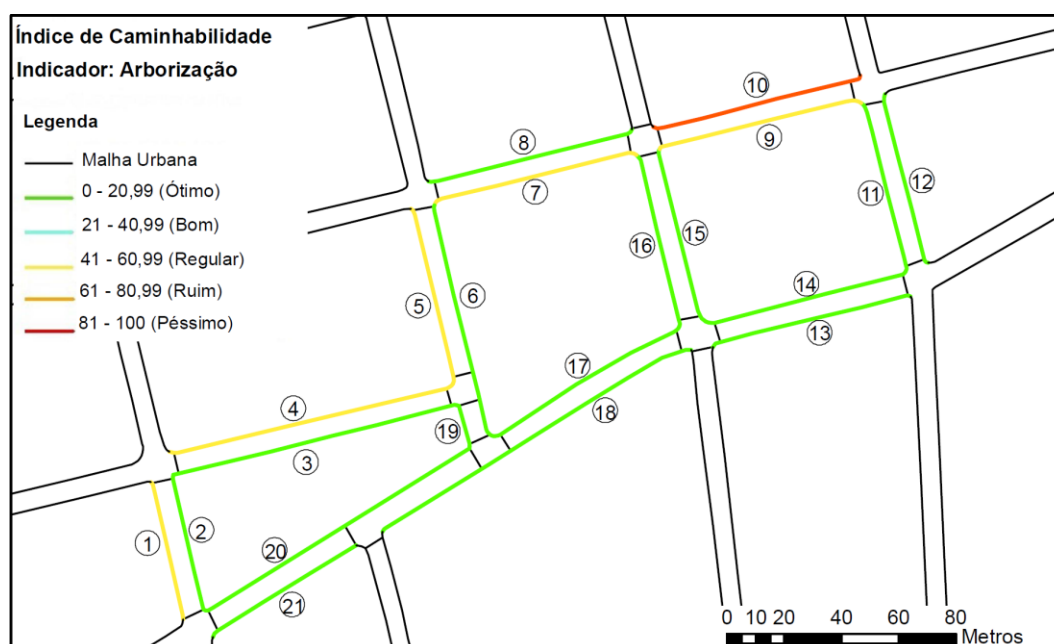 Índice de Caminhabilidade
Indicador: Arborização
Legenda
Malha Urbana
0 - 20,99 (Ótimo)
21 - 40,99 (Bom)
41 - 60,99 (Regular)
61 - 80,99 (Ruim)
81 - 100 (Péssimo)
10
8
9
7
12
11
16
15
5
6
14
13
17
18
4
19
3
1
2
20
21
0 10 20 40 60 80
Metros